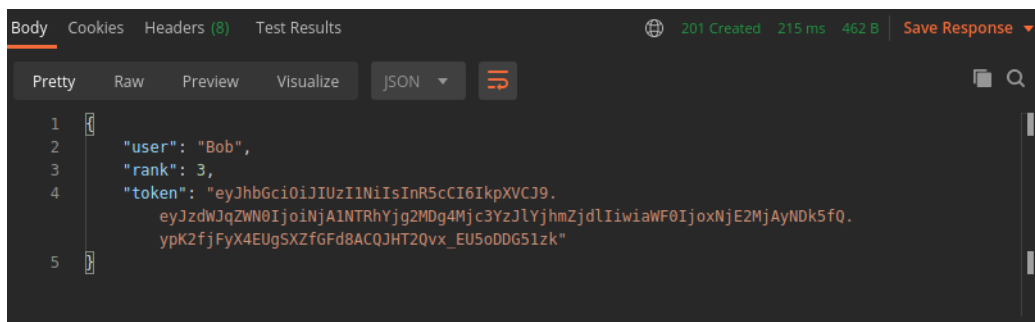 Body Cookies Headers (8) Test Results 201 Created 215 ms 462 B Save Response
Pretty Raw Preview Visualize JSON
1 {
2 "user": "Bob",
3 "rank": 3,
4 "token": "eyJhbGciOiJIUzI1NiIsInR5cCI6IkpXVCJ9.
eyJzdWJqZWN0IjoiNjA1NTRhYjg2MDg4Mjc3YzJlYjhmZjdlIiwiaWF0IjoxNjE2MjAyNDk5fQ.
ypK2fjFyX4EUgSXZfGFd8ACQJHT2Qvx_EU5oDDG51zk"
5 }